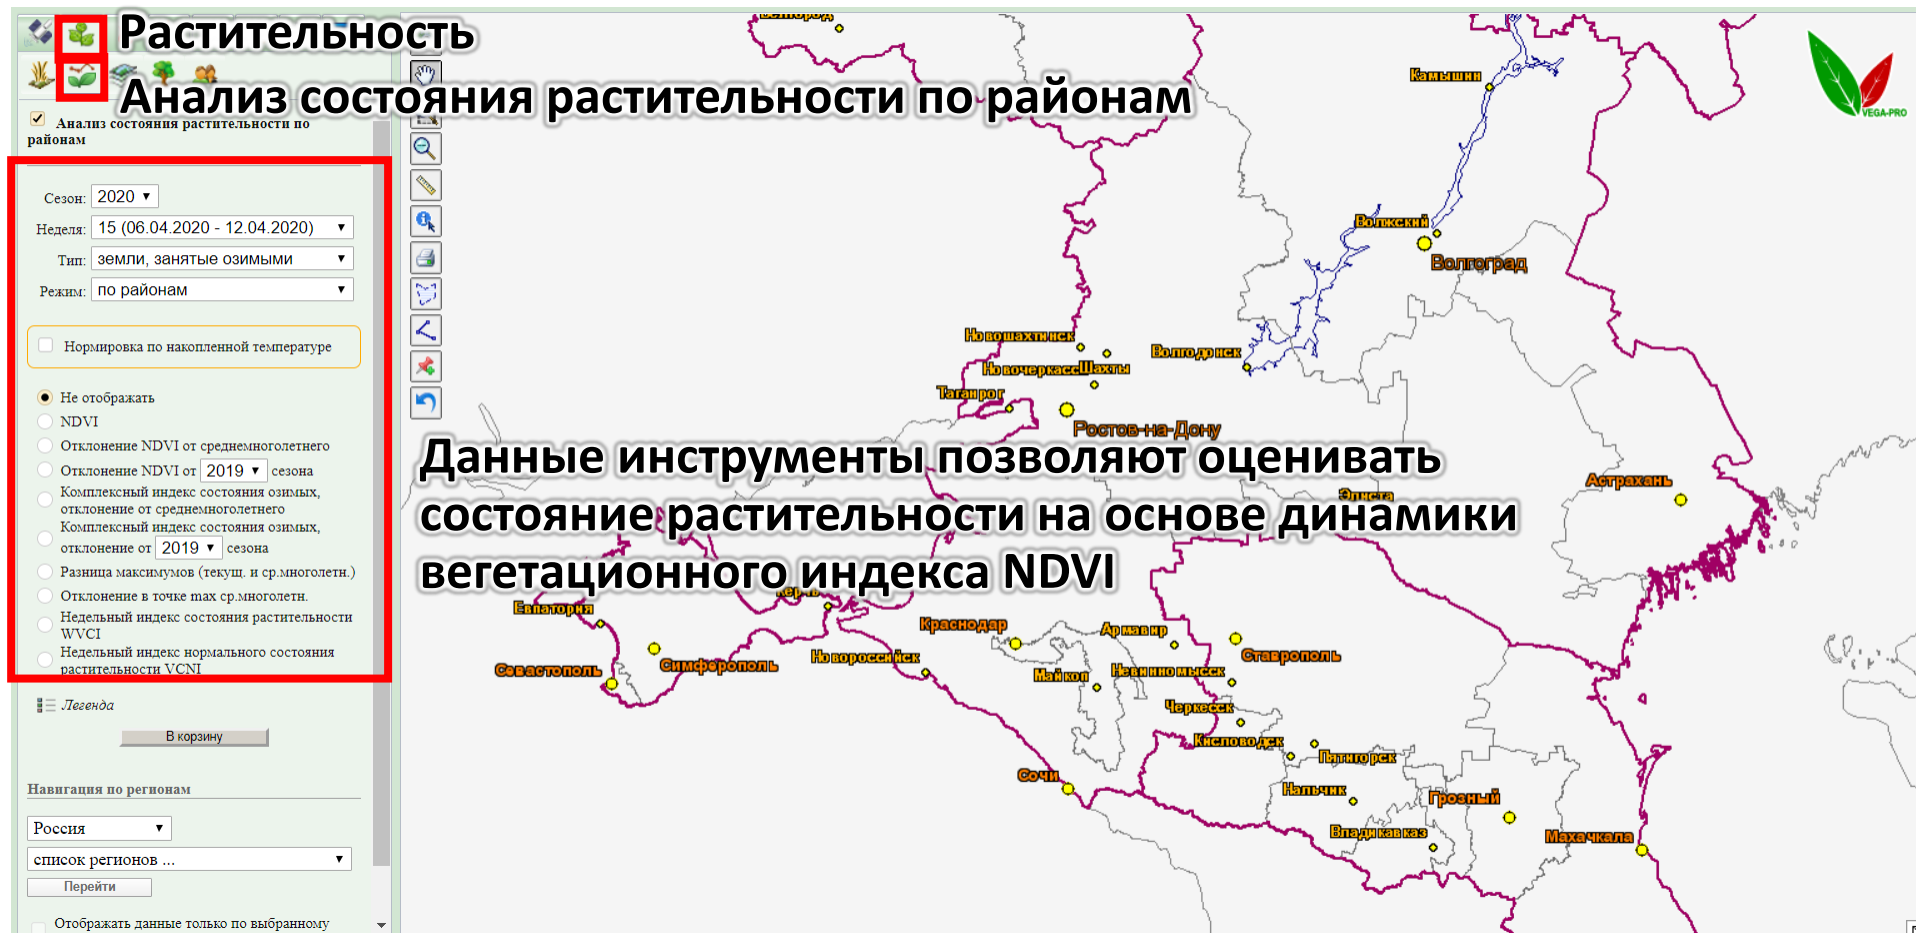 Растительность
Анализ состояния растительности по районам
Анализ состояния растительности по
районам
Сезон: 2020
Неделя: 15 (06.04.2020 - 12.04.2020)
Тип: земли, занятые озимыми
Режим: по районам
Нормировка по накопленной температуре
Не отображать
NDVI
Отклонение NDVI от среднемноголетнего
Отклонение NDVI от 2019 сезона
Комплексный индекс состояния озимых,
отклонение от среднемноголетнего
Комплексный индекс состояния озимых,
отклонение от 2019 сезона
Разница максимумов (текущ. и ср.многолетн.)
Отклонение в точке max ср.многолетн.
Недельный индекс состояния растительности
WVCI
Недельный индекс нормального состояния
растительности VCNI
Легенда
В корзину
Навигация по регионам
Россия
список регионов ...
Перейти
Отображать данные только по выбранному
Данные инструменты позволяют оценивать
состояние растительности на основе динамики
вегетационного индекса NDVI
VEGA-PRO
Белгород
Камышин
Волжский
Волгоград
Новошахтинск
Волгодонск
Новочеркасс
Шахты
Таганрог
Ростов-на-Дону
Астрахань
Элиста
Керчь
Евпатория
Краснодар
Армавир
Ставрополь
Севастополь
Симферополь
Новороссийск
Майкоп
Невинномысск
Черкесск
Кисловодск
Пятигорск
Сочи
Нальчик
Грозный
Владикавказ
Махачкала